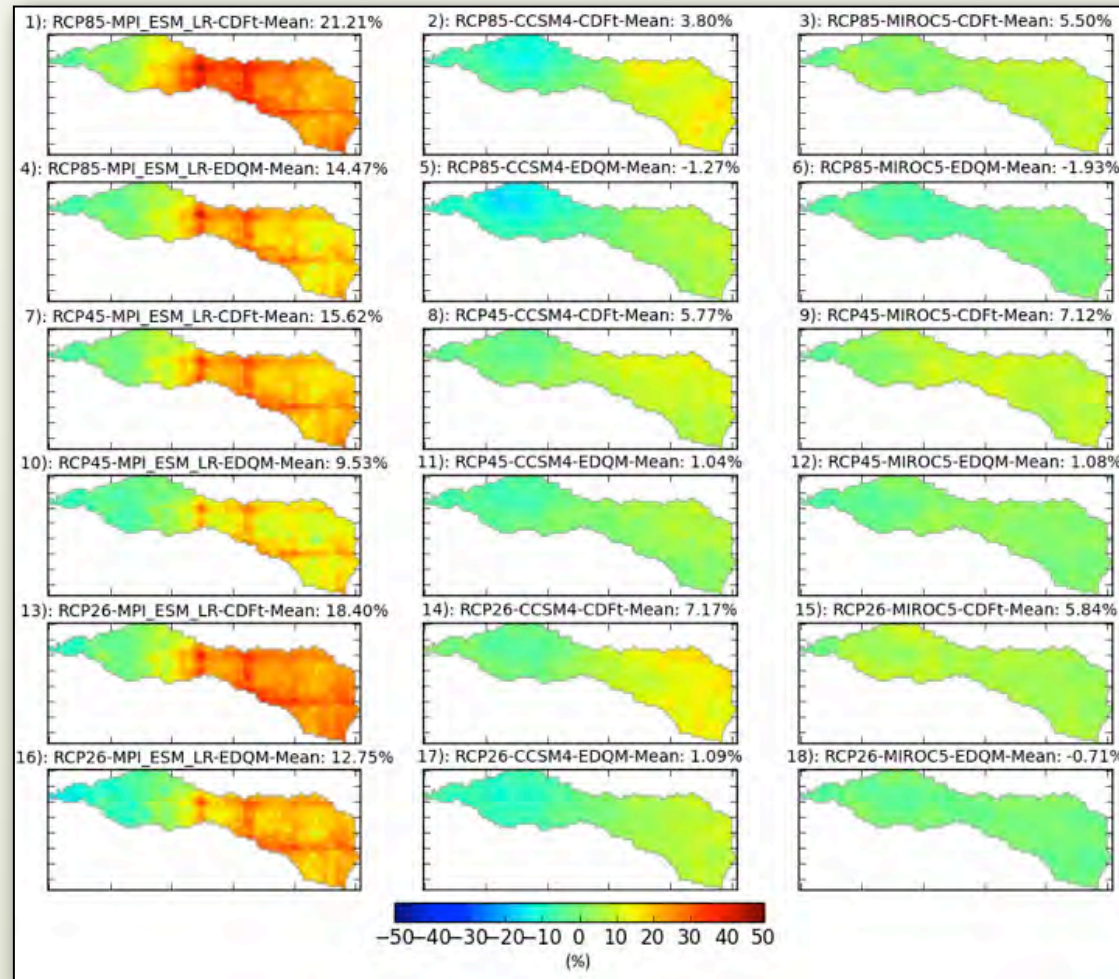 1): RCP85-MPI_ESM_LR-CDFt-Mean: 21.21%
2): RCP85-CCSM4-CDFt-Mean: 3.80%
3): RCP85-MIROC5-CDFt-Mean: 5.50%
4): RCP85-MPI_ESM_LR-EDQM-Mean: 14.47%
5): RCP85-CCSM4-EDQM-Mean: -1.27%
6): RCP85-MIROC5-EDQM-Mean: -1.93%
7): RCP45-MPI_ESM_LR-CDFt-Mean: 15.62%
8): RCP45-CCSM4-CDFt-Mean: 5.77%
9): RCP45-MIROC5-CDFt-Mean: 7.12%
10): RCP45-MPI_ESM_LR-EDQM-Mean: 9.53%
11): RCP45-CCSM4-EDQM-Mean: 1.04%
12): RCP45-MIROC5-EDQM-Mean: 1.08%
13): RCP26-MPI_ESM_LR-CDFt-Mean: 18.40%
14): RCP26-CCSM4-CDFt-Mean: 7.17%
15): RCP26-MIROC5-CDFt-Mean: 5.84%
16): RCP26-MPI_ESM_LR-EDQM-Mean: 12.75%
17): RCP26-CCSM4-EDQM-Mean: 1.09%
18): RCP26-MIROC5-EDQM-Mean: -0.71%
−50−40−30−20−10 0 10 20 30 40 50
(%)